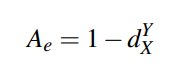 $A_e = 1 - d_X^Y$